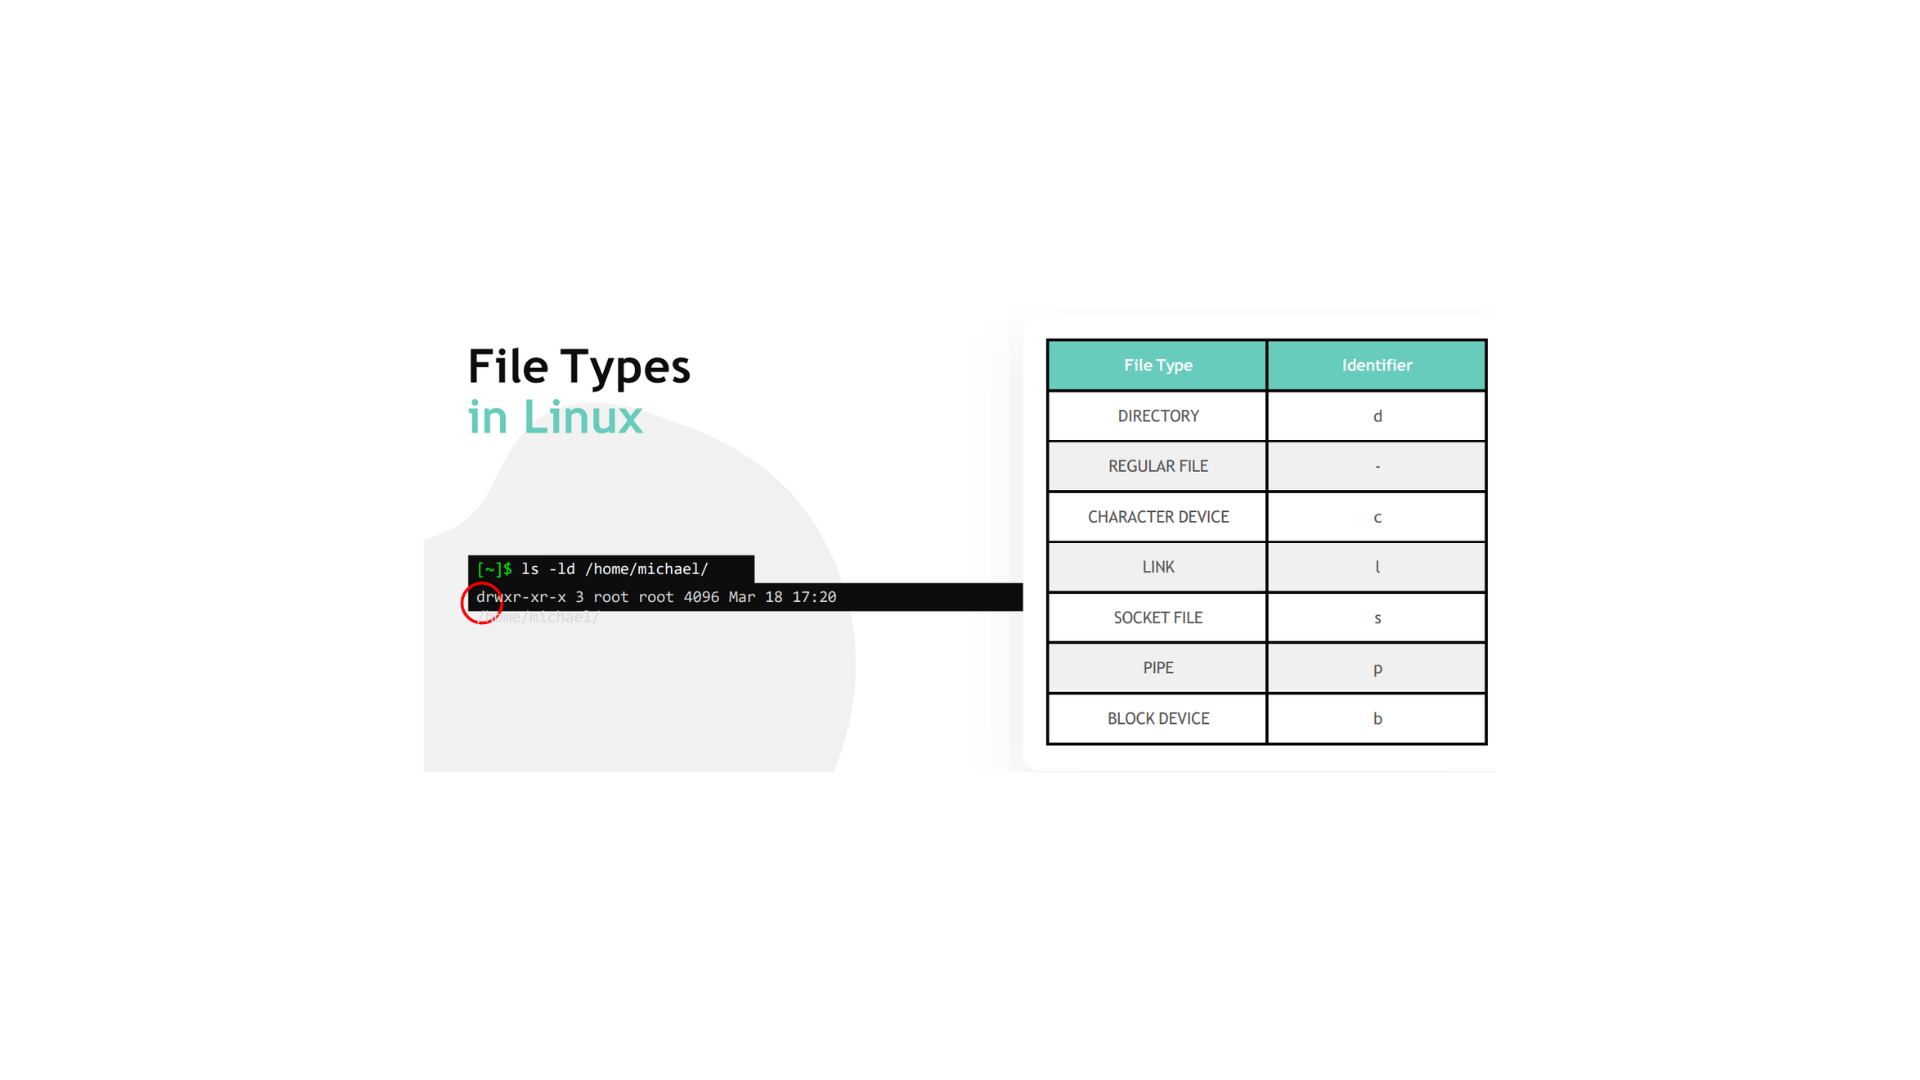 File Types
in Linux
[~]$ ls -ld /home/michael/
drwxr-xr-x 3 root root 4096 Mar 18 17:20
/home/michael/
File Type Identifier
DIRECTORY d
REGULAR FILE -
CHARACTER DEVICE c
LINK l
SOCKET FILE s
PIPE p
BLOCK DEVICE b